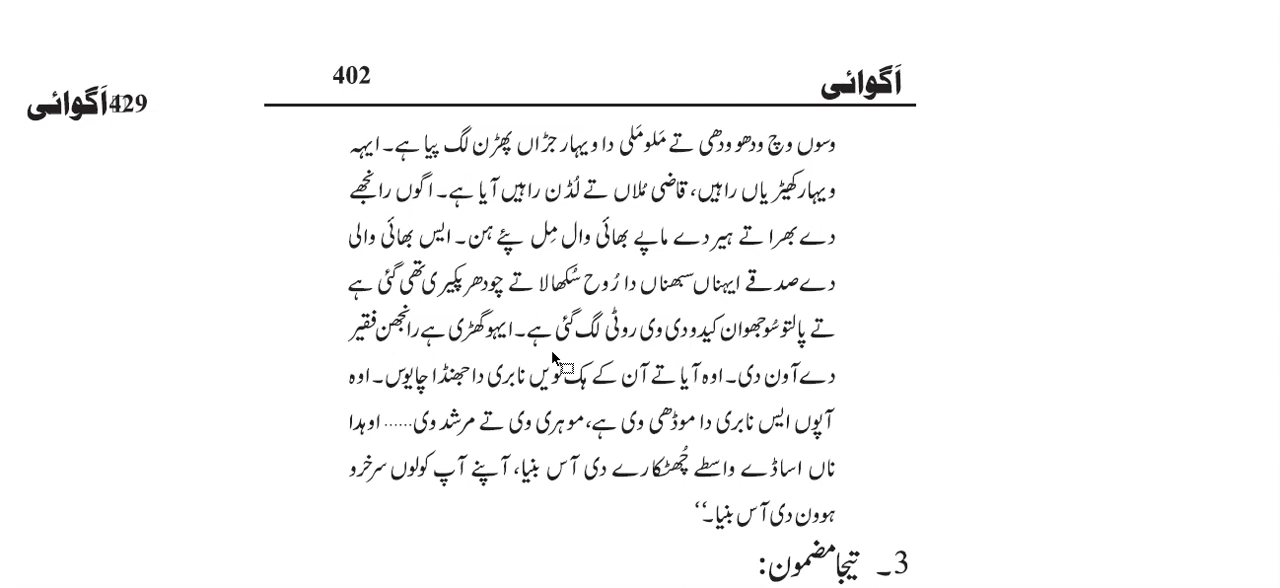 اَگوائی
402
429 اَگوائی
وسوں وچ ودھو ودھی تے مَلومَلی دا ویہار جڑاں پھڑن لگ پیا ہے۔ ایہہ
ویہار کھیڑیاں راہیں، قاضی مُلاں تے لُڈن راہیں آیا ہے۔ اگوں رانجھے
دے بھرا تے ہیر دے ماپے بھائی وال مِل پئے ہن۔ ایس بھائی والی
دے صدقے ایہناں سبھناں دا رُوح سُکھالا تے چودھر پکیری تھی گئی ہے
تے پالتو سُوجھوان کیدو دی وی روٹی لگ گئی ہے۔ ایہو گھڑی ہے رانجھن فقیر
دے آون دی۔ اوہ آیا تے آن کے ہک نویں نابری دا جھنڈا چایوس۔ اوہ
آپوں ایس نابری دا موڈھی وی ہے، موہری وی تے مرشد وی...... اوہدا
ناں اساڈے واسطے چُھٹکارے دی آس بنیا، آپنے آپ کولوں سرخرو
ہوون دی آس بنیا۔‘‘
3۔ تیجا مضمون: